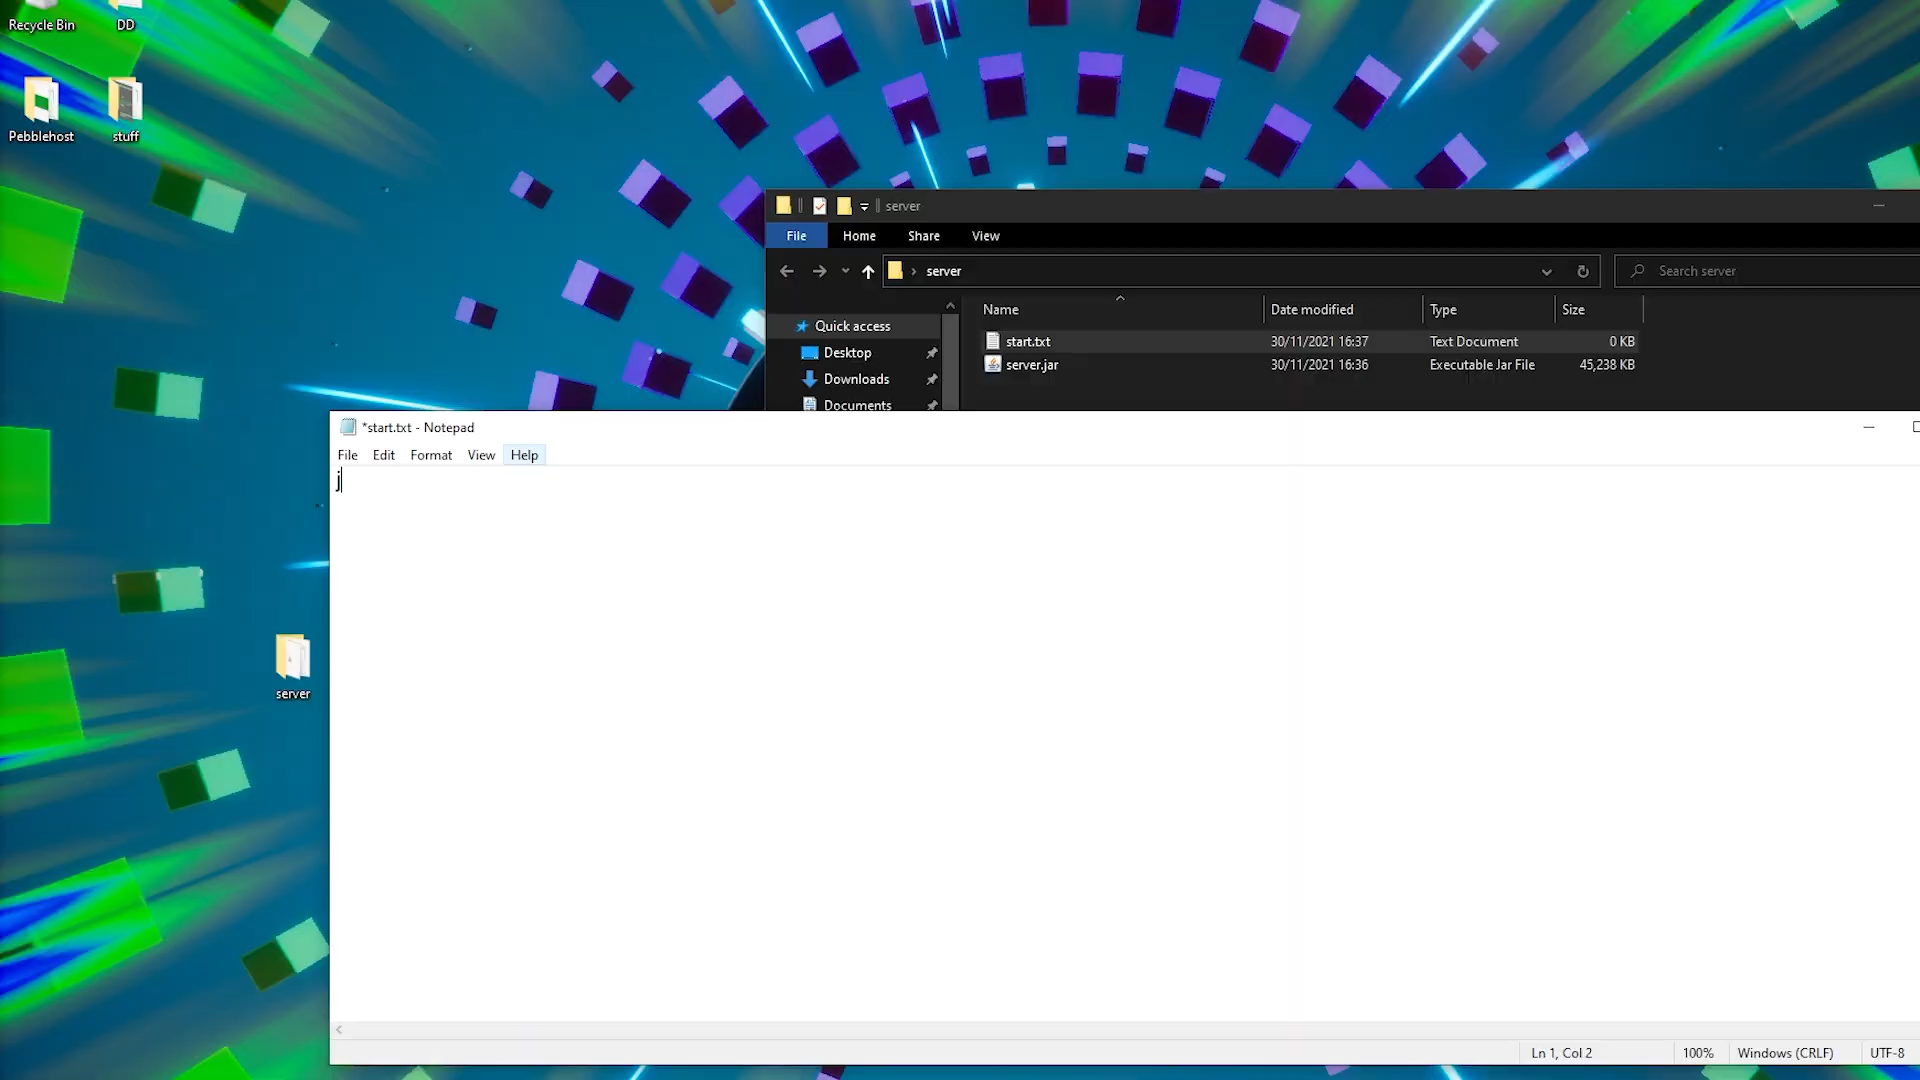 Recycle Bin
DD
Pebblehost
stuff
server
File Home Share View
server
Search server
Name Date modified Type Size
Quick access
start.txt 30/11/2021 16:37 Text Document 0 KB
Desktop
server.jar 30/11/2021 16:36 Executable Jar File 45,238 KB
Downloads
Documents
*start.txt - Notepad
File Edit Format View Help
j
server
Ln 1, Col 2 100% Windows (CRLF) UTF-8